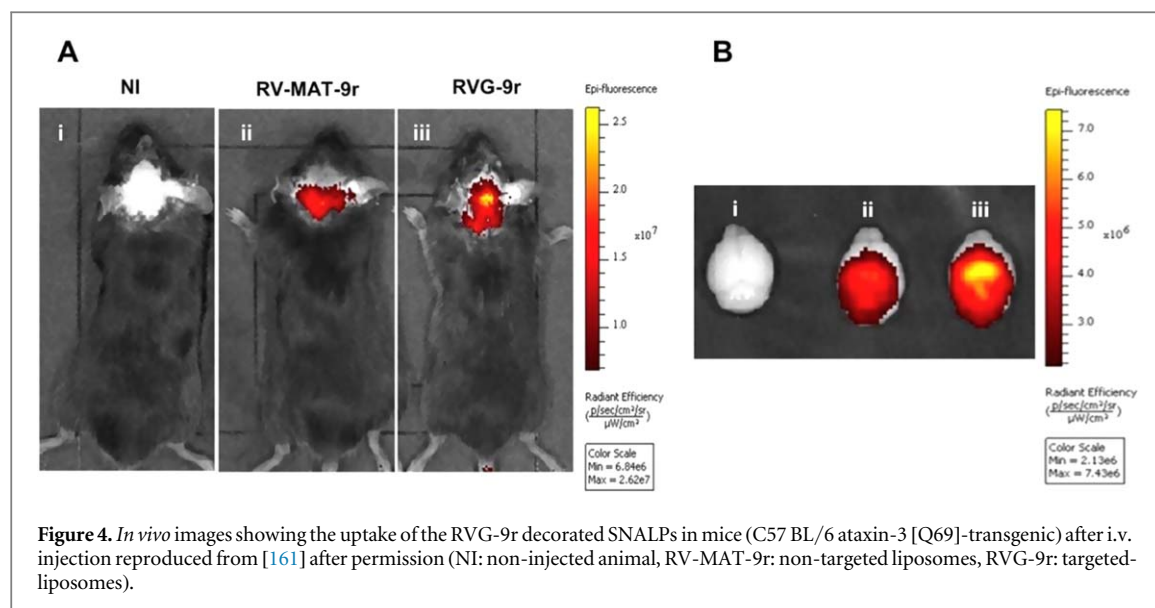 A
B
NI
RV-MAT-9r
RVG-9r
i
ii
iii
Epi-fluorescence
2.5
2.0
x10⁷
1.5
1.0
Radiant Efficiency
(p/sec/cm²/sr
µW/cm²)
Color Scale
Min = 6.84e6
Max = 2.62e7
i
ii
iii
Epi-fluorescence
7.0
6.0
5.0
x10⁶
4.0
3.0
Radiant Efficiency
(p/sec/cm²/sr
µW/cm²)
Color Scale
Min = 2.13e6
Max = 7.43e6
Figure 4. In vivo images showing the uptake of the RVG-9r decorated SNALPs in mice (C57 BL/6 ataxin-3 [Q69]-transgenic) after i.v.
injection reproduced from [161] after permission (NI: non-injected animal, RV-MAT-9r: non-targeted liposomes, RVG-9r: targeted-
liposomes).